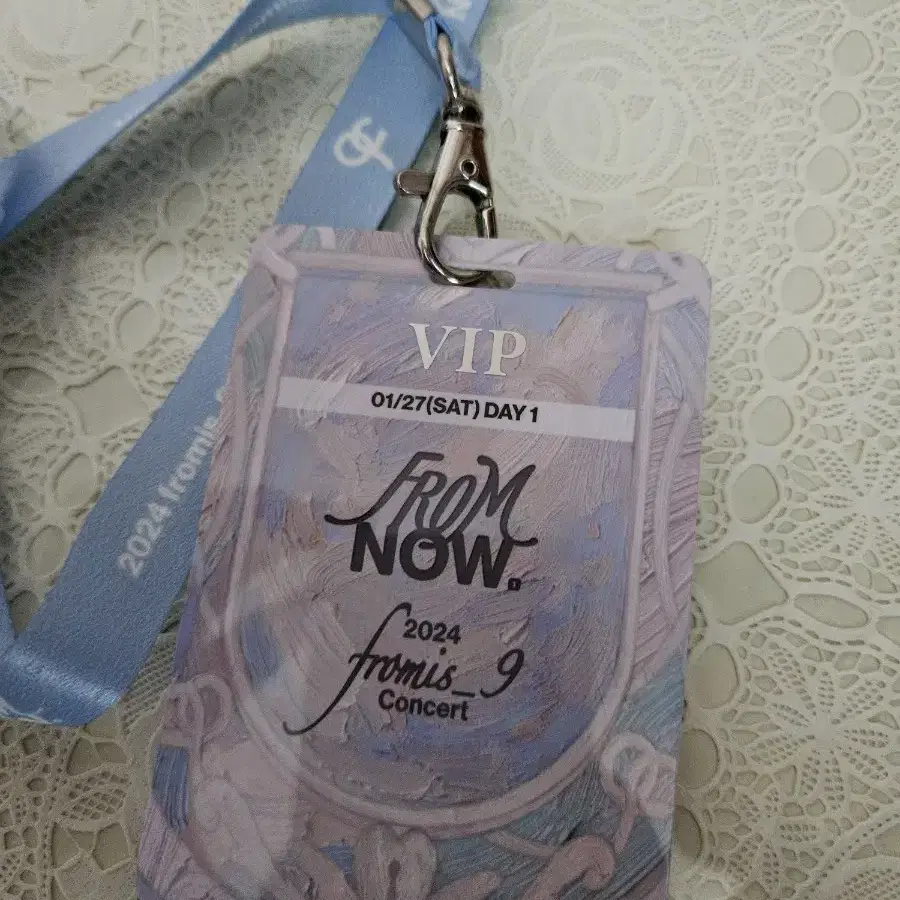 VIP
01/27(SAT) DAY 1
FROM
NOW.
2024
fromis_9
Concert
2024 fromis